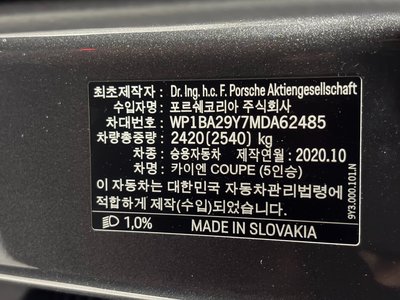 최초제작자: Dr. Ing. h.c. F. Porsche Aktiengesellschaft
수입자명: 포르쉐코리아 주식회사
차대번호: WP1BA29Y7MDA62485
차량총중량: 2420(2540) kg
차종: 승용자동차 제작연월: 2020.10
명칭: 카이엔 COUPE (5인승)
이 자동차는 대한민국 자동차관리법령에
적합하게 제작(수입)되었습니다.
1,0% MADE IN SLOVAKIA
9Y3.000.101.N